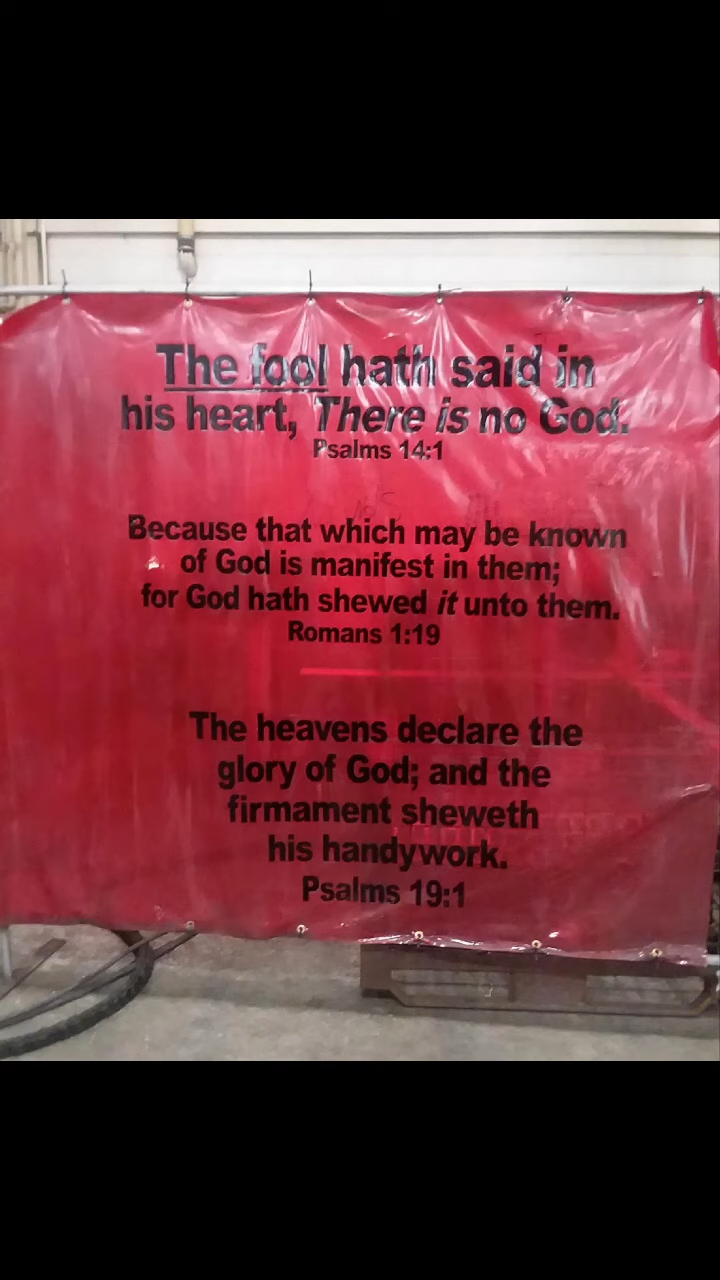 The fool hath said in
his heart, There is no God.
Psalms 14:1
Because that which may be known
of God is manifest in them;
for God hath shewed it unto them.
Romans 1:19
The heavens declare the
glory of God; and the
firmament sheweth
his handywork.
Psalms 19:1